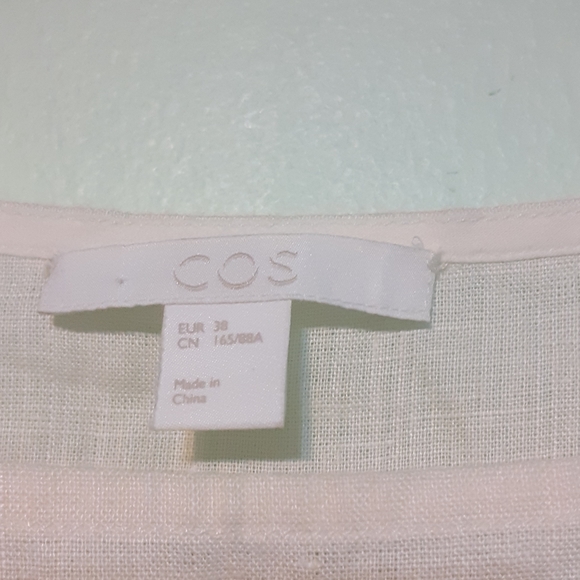 COS
EUR 38
CN 165/88A
Made in
China